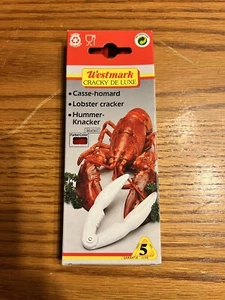 Westmark
CRACKY DE LUXE
• Casse-homard
• Lobster cracker
• Hummer-
Knacker
5